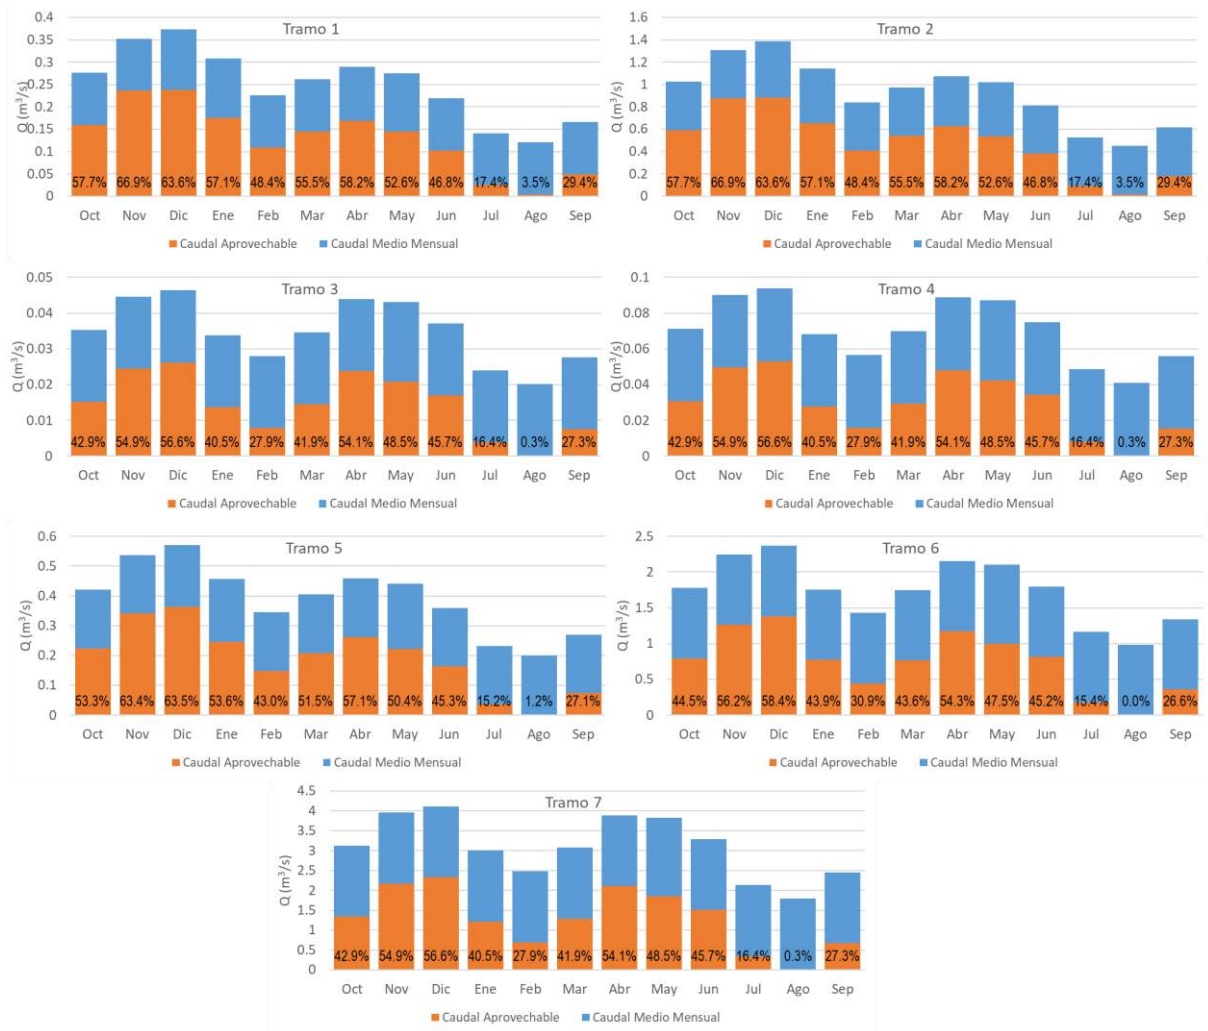 Tramo 1
Q (m³/s)
0.4
0.35
0.3
0.25
0.2
0.15
0.1
0.05
0
57.7% 66.9% 63.6% 57.1% 48.4% 55.5% 58.2% 52.6% 46.8% 17.4% 3.5% 29.4%
Oct Nov Dic Ene Feb Mar Abr May Jun Jul Ago Sep
Caudal Aprovechable Caudal Medio Mensual
Tramo 2
Q (m³/s)
1.6
1.4
1.2
1
0.8
0.6
0.4
0.2
0
57.7% 66.9% 63.6% 57.1% 48.4% 55.5% 58.2% 52.6% 46.8% 17.4% 3.5% 29.4%
Oct Nov Dic Ene Feb Mar Abr May Jun Jul Ago Sep
Caudal Aprovechable Caudal Medio Mensual
Tramo 3
Q (m³/s)
0.05
0.04
0.03
0.02
0.01
0
42.9% 54.9% 56.6% 40.5% 27.9% 41.9% 54.1% 48.5% 45.7% 16.4% 0.3% 27.3%
Oct Nov Dic Ene Feb Mar Abr May Jun Jul Ago Sep
Caudal Aprovechable Caudal Medio Mensual
Tramo 4
Q (m³/s)
0.1
0.08
0.06
0.04
0.02
0
42.9% 54.9% 56.6% 40.5% 27.9% 41.9% 54.1% 48.5% 45.7% 16.4% 0.3% 27.3%
Oct Nov Dic Ene Feb Mar Abr May Jun Jul Ago Sep
Caudal Aprovechable Caudal Medio Mensual
Tramo 5
Q (m³/s)
0.6
0.5
0.4
0.3
0.2
0.1
0
53.3% 63.4% 63.5% 53.6% 43.0% 51.5% 57.1% 50.4% 45.3% 15.2% 1.2% 27.1%
Oct Nov Dic Ene Feb Mar Abr May Jun Jul Ago Sep
Caudal Aprovechable Caudal Medio Mensual
Tramo 6
Q (m³/s)
2.5
2
1.5
1
0.5
0
44.5% 56.2% 58.4% 43.9% 30.9% 43.6% 54.3% 47.5% 45.2% 15.4% 0.0% 26.6%
Oct Nov Dic Ene Feb Mar Abr May Jun Jul Ago Sep
Caudal Aprovechable Caudal Medio Mensual
Tramo 7
Q (m³/s)
4.5
4
3.5
3
2.5
2
1.5
1
0.5
0
42.9% 54.9% 56.6% 40.5% 27.9% 41.9% 54.1% 48.5% 45.7% 16.4% 0.3% 27.3%
Oct Nov Dic Ene Feb Mar Abr May Jun Jul Ago Sep
Caudal Aprovechable Caudal Medio Mensual